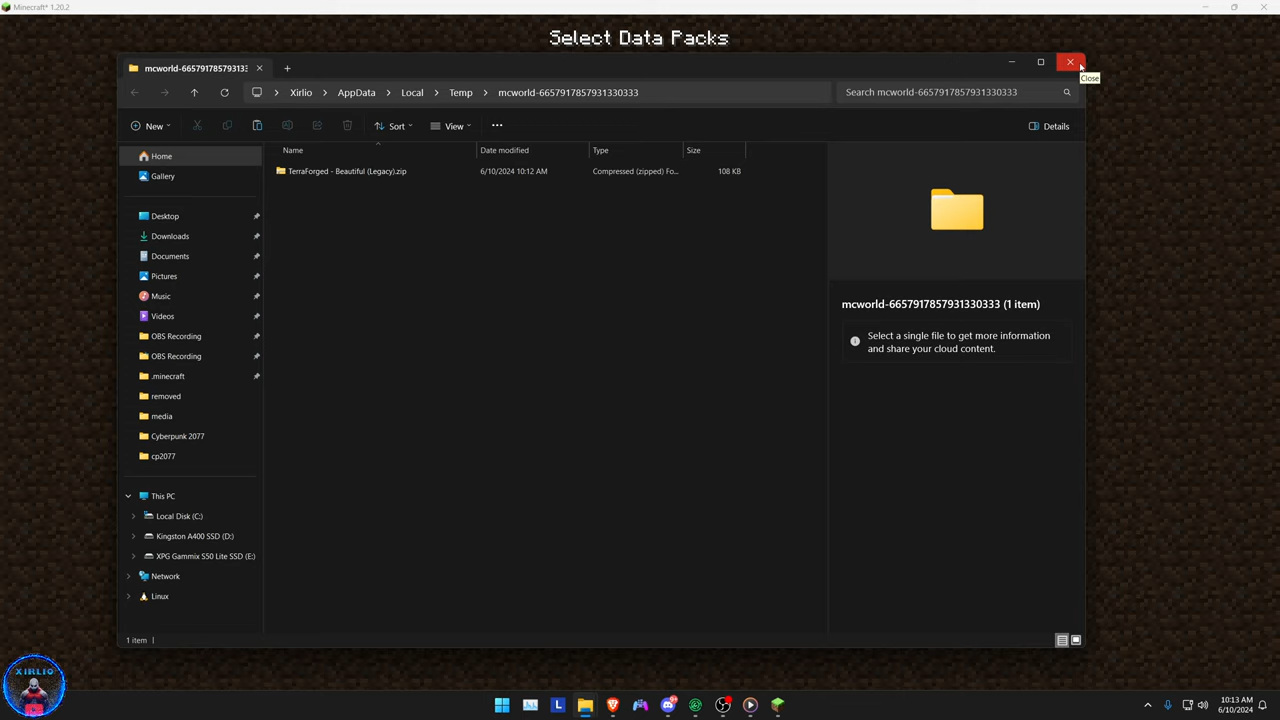 Minecraft* 1.20.2
Select Data Packs
mcworld-66579178579313
Close
Xirlio > AppData > Local > Temp > mcworld-6657917857931330333
Search mcworld-6657917857931330333
New
Sort
View
Details
Name
Date modified
Type
Size
TerraForged - Beautiful (Legacy).zip
6/10/2024 10:12 AM
Compressed (zipped) Fo...
108 KB
Home
Gallery
Desktop
Downloads
Documents
Pictures
Music
Videos
OBS Recording
OBS Recording
.minecraft
removed
media
Cyberpunk 2077
cp2077
This PC
Local Disk (C:)
Kingston A400 SSD (D:)
XPG Gammix S50 Lite SSD (E:)
Network
Linux
mcworld-6657917857931330333 (1 item)
Select a single file to get more information
and share your cloud content.
1 item
XIRLIO
10:13 AM
6/10/2024